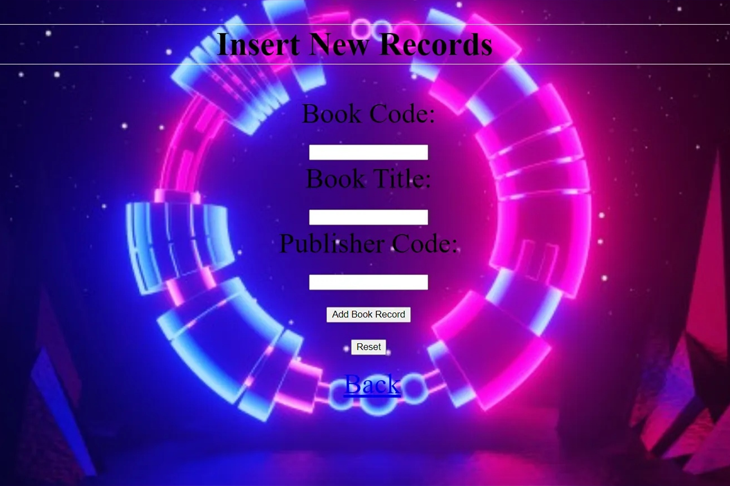 Insert New Records
Book Code:
Book Title:
Publisher Code:
Add Book Record
Reset
Back